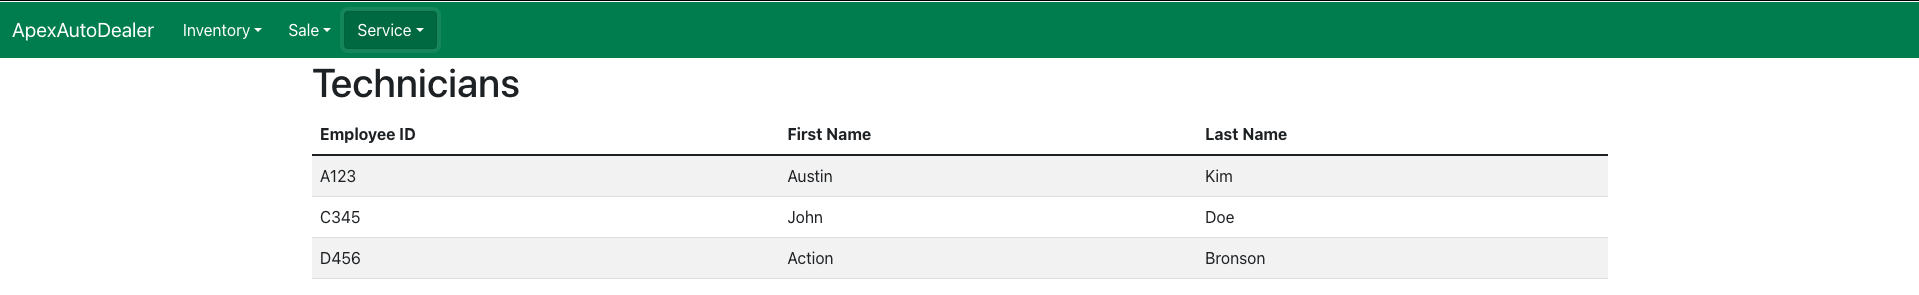 ApexAutoDealer Inventory Sale Service
Technicians
Employee ID First Name Last Name
A123 Austin Kim
C345 John Doe
D456 Action Bronson